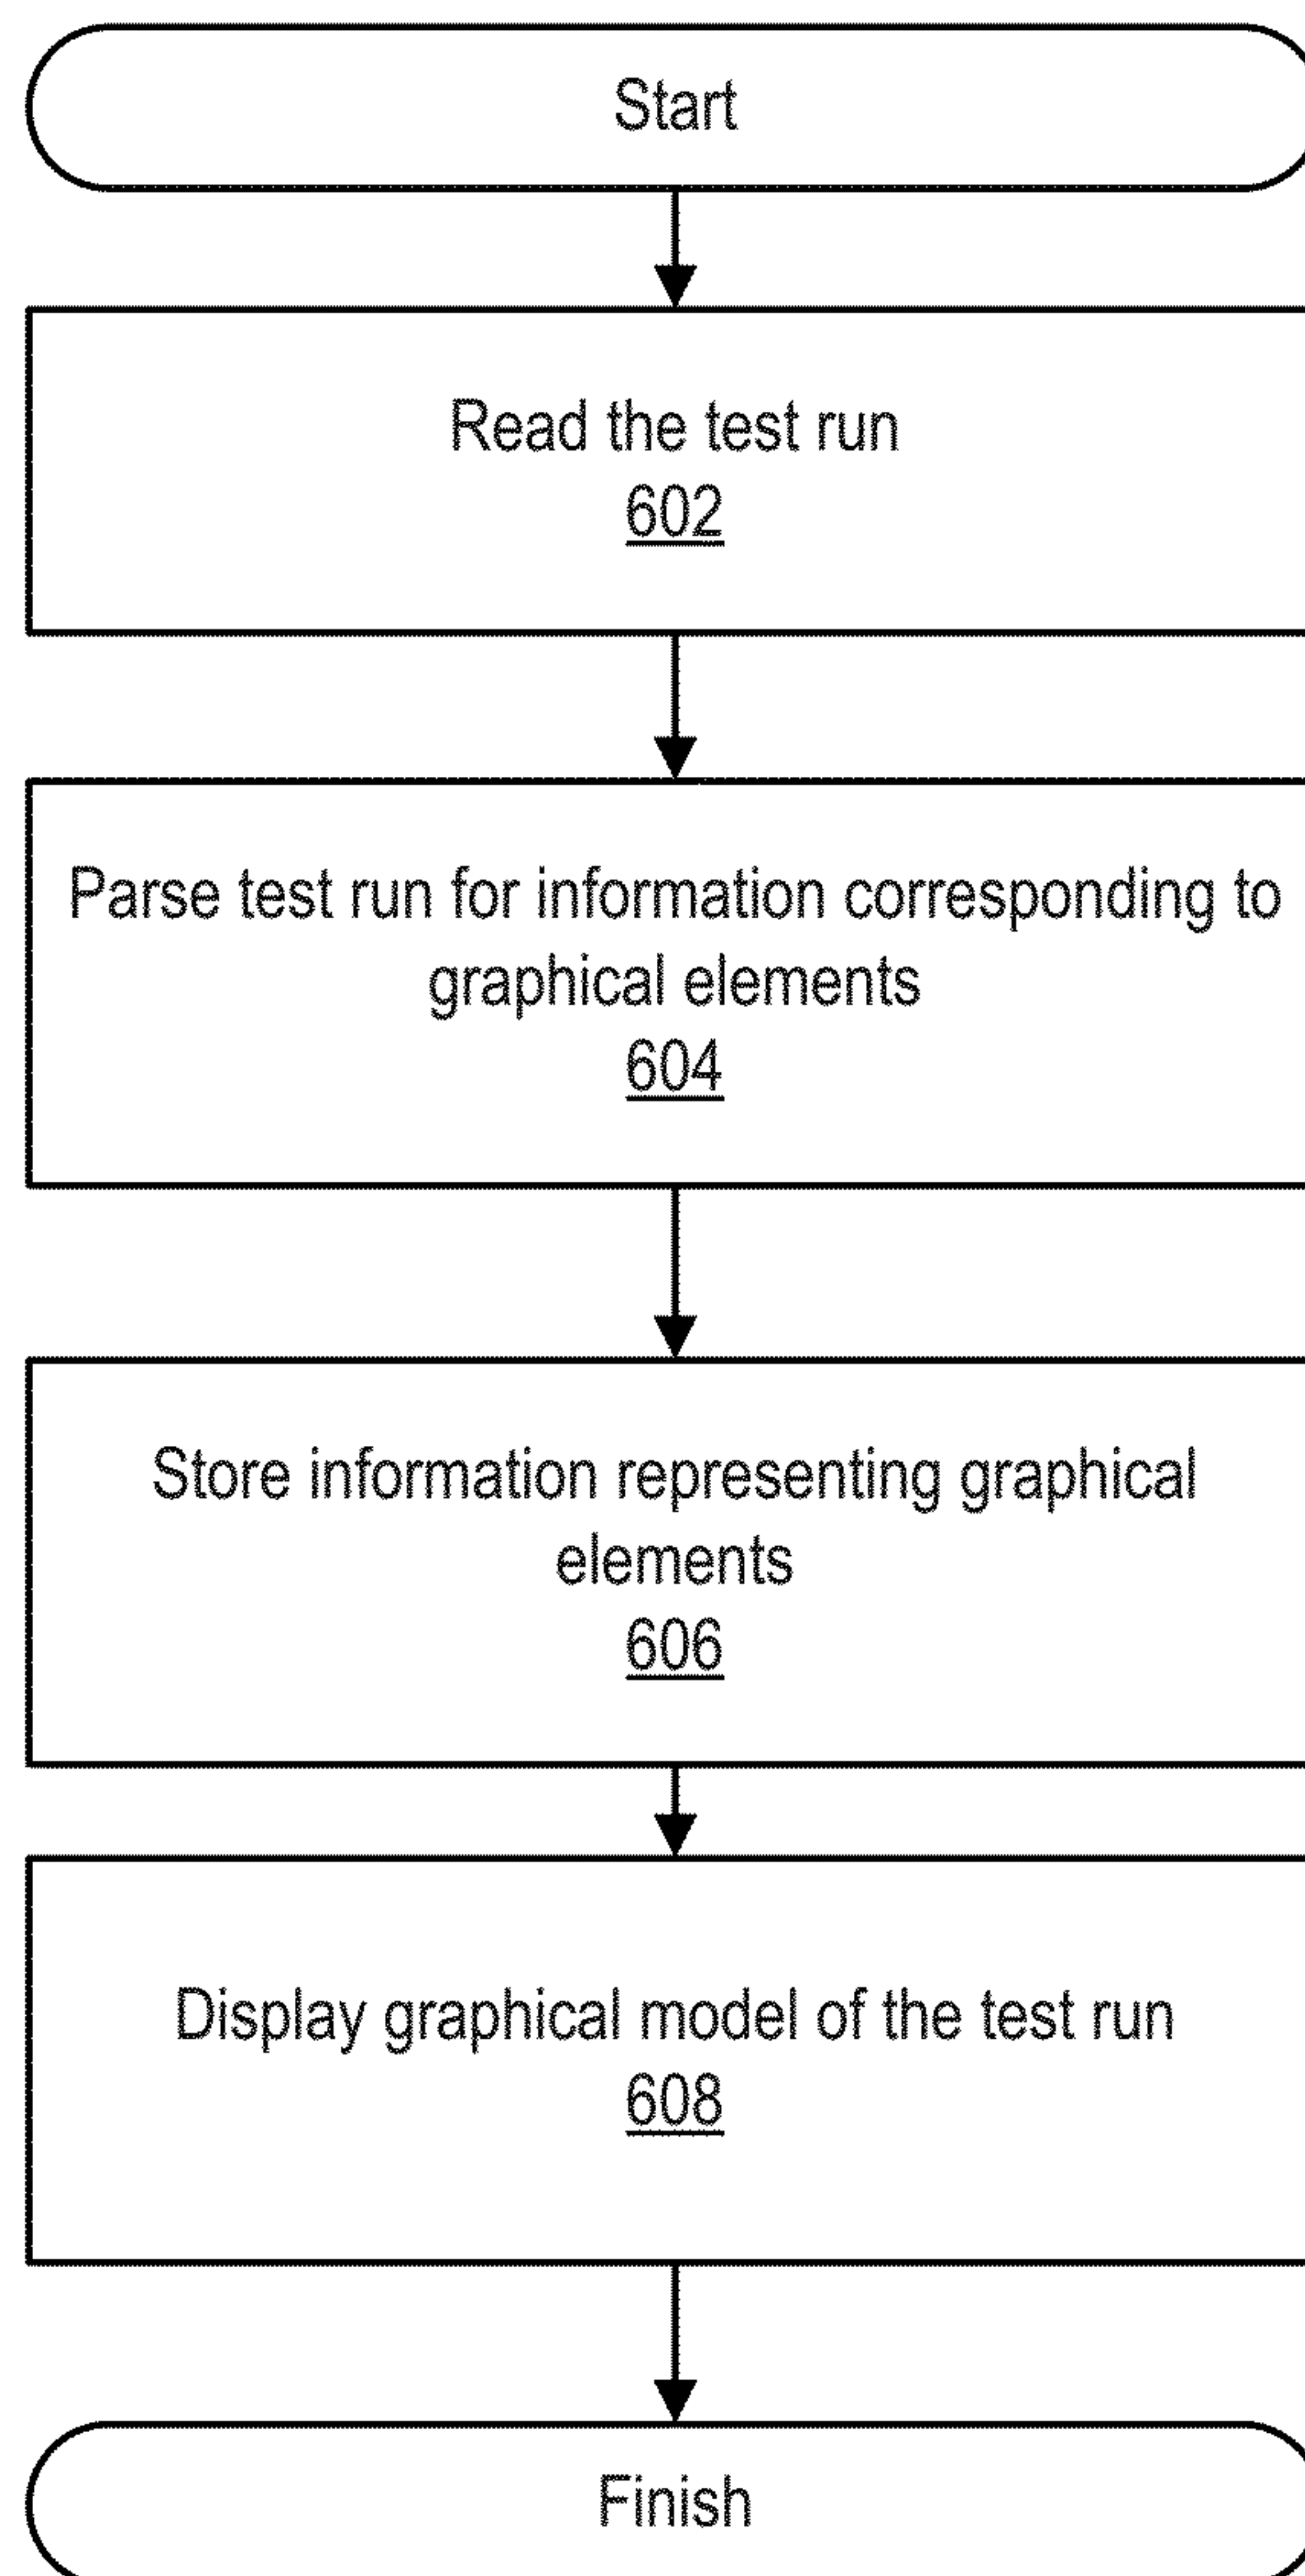 Start
Read the test run
602
Parse test run for information corresponding to
graphical elements
604
Store information representing graphical
elements
606
Display graphical model of the test run
608
Finish